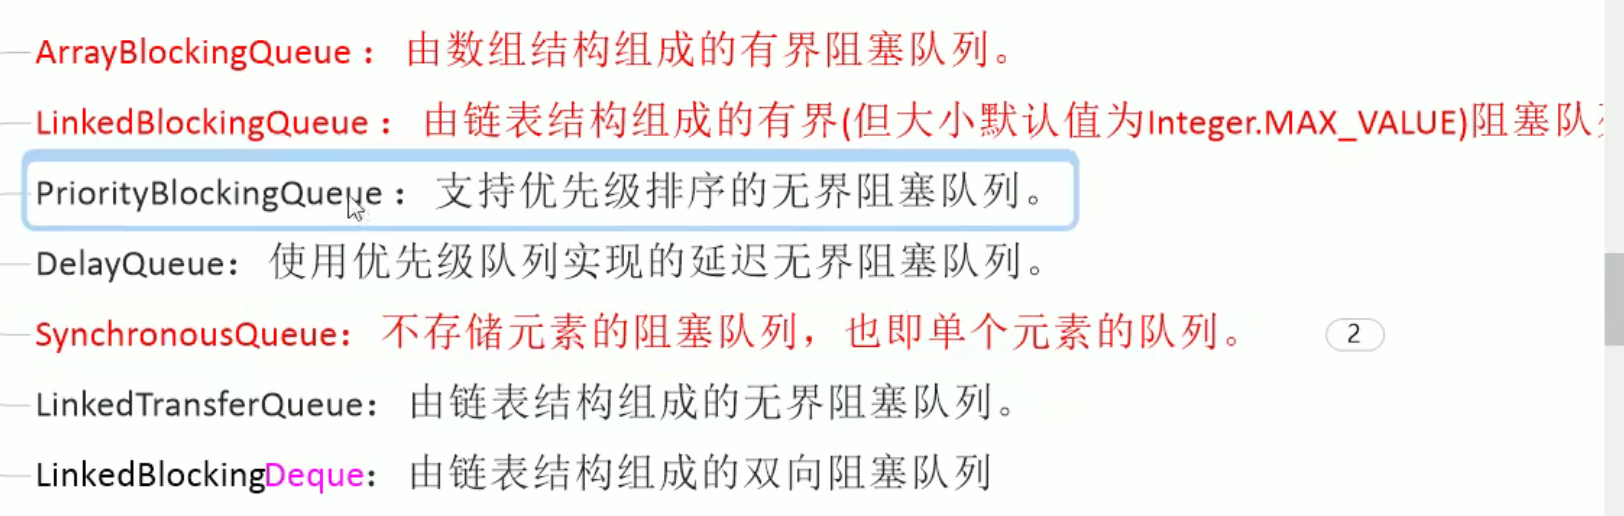 ArrayBlockingQueue： 由数组结构组成的有界阻塞队列。
LinkedBlockingQueue： 由链表结构组成的有界(但大小默认值为Integer.MAX_VALUE)阻塞队
PriorityBlockingQueue： 支持优先级排序的无界阻塞队列。
DelayQueue： 使用优先级队列实现的延迟无界阻塞队列。
SynchronousQueue： 不存储元素的阻塞队列，也即单个元素的队列。 2
LinkedTransferQueue： 由链表结构组成的无界阻塞队列。
LinkedBlockingDeque： 由链表结构组成的双向阻塞队列